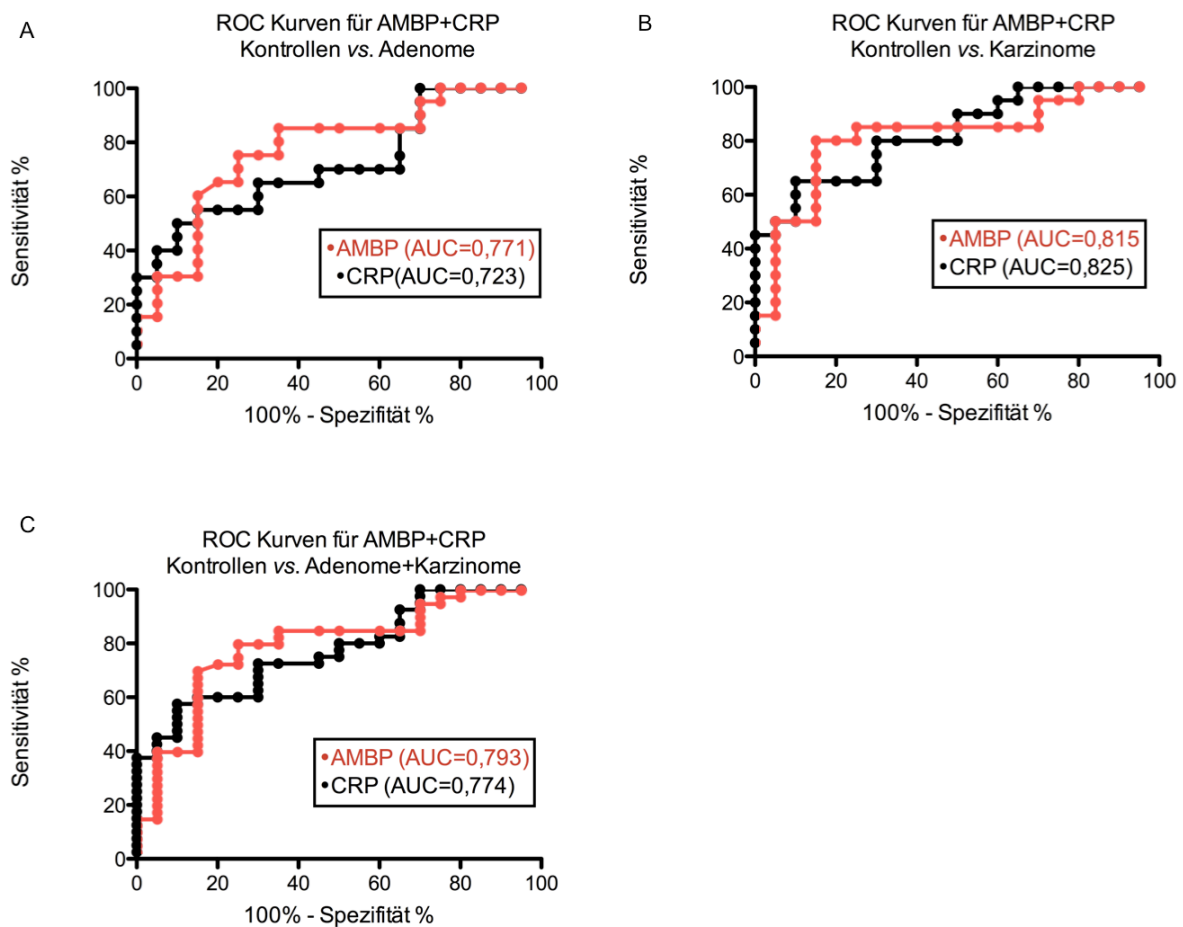 A
ROC Kurven für AMBP+CRP
Kontrollen vs. Adenome
100
80
60
40
20
0
Sensitivität %
AMBP (AUC=0,771)
CRP(AUC=0,723)
0 20 40 60 80 100
100% - Spezifität %
B
ROC Kurven für AMBP+CRP
Kontrollen vs. Karzinome
100
80
60
40
20
0
Sensitivität %
AMBP (AUC=0,815
CRP (AUC=0,825)
0 20 40 60 80 100
100% - Spezifität %
C
ROC Kurven für AMBP+CRP
Kontrollen vs. Adenome+Karzinome
100
80
60
40
20
0
Sensitivität %
AMBP (AUC=0,793)
CRP (AUC=0,774)
0 20 40 60 80 100
100% - Spezifität %